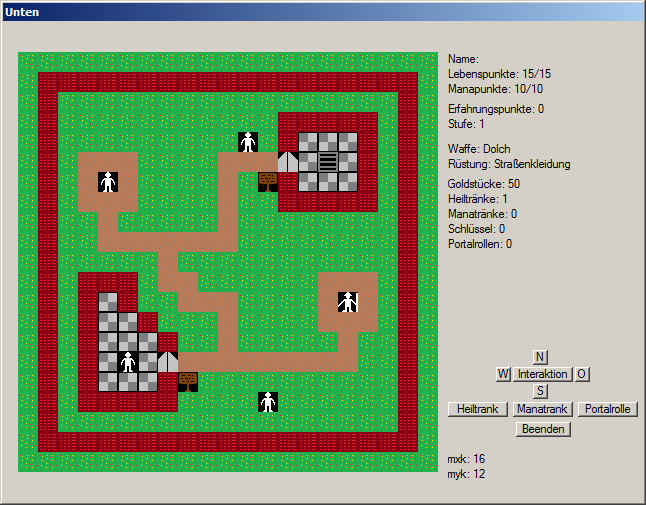 Unten
Name:
Lebenspunkte: 15/15
Manapunkte: 10/10
Erfahrungspunkte: 0
Stufe: 1
Waffe: Dolch
Rüstung: Straßenkleidung
Goldstücke: 50
Heiltränke: 1
Manatränke: 0
Schlüssel: 0
Portalrollen: 0
N
W Interaktion O
S
Heiltrank Manatrank Portalrolle
Beenden
mxk: 16
myk: 12